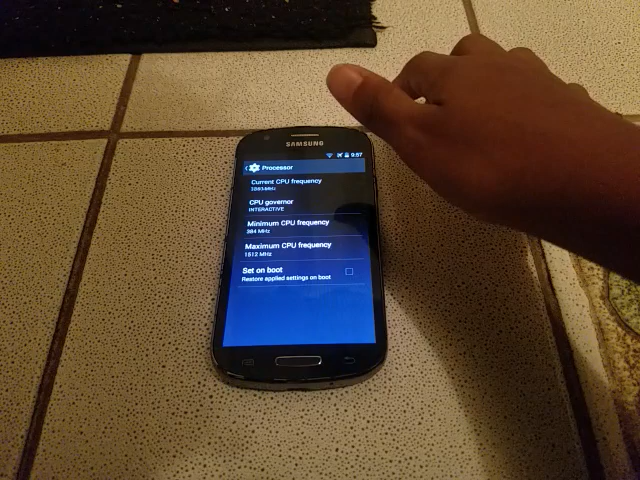 SAMSUNG
9:57
Processor
Current CPU frequency
CPU governor
INTERACTIVE
Minimum CPU frequency
384 MHz
Maximum CPU frequency
1512 MHz
Set on boot
Restore applied settings on boot